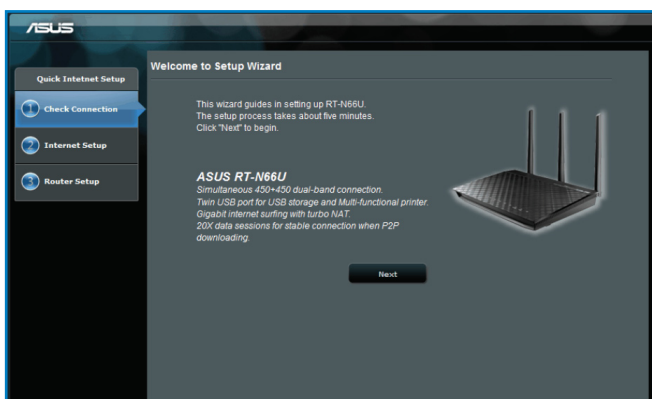 ASUS
Quick Intetnet Setup
1 Check Connection
2 Internet Setup
3 Router Setup
Welcome to Setup Wizard
This wizard guides in setting up RT-N66U.
The setup process takes about five minutes.
Click "Next" to begin.
ASUS RT-N66U
Simultaneous 450+450 dual-band connection.
Twin USB port for USB storage and Multi-functional printer.
Gigabit internet surfing with turbo NAT.
20X data sessions for stable connection when P2P
downloading.
Next